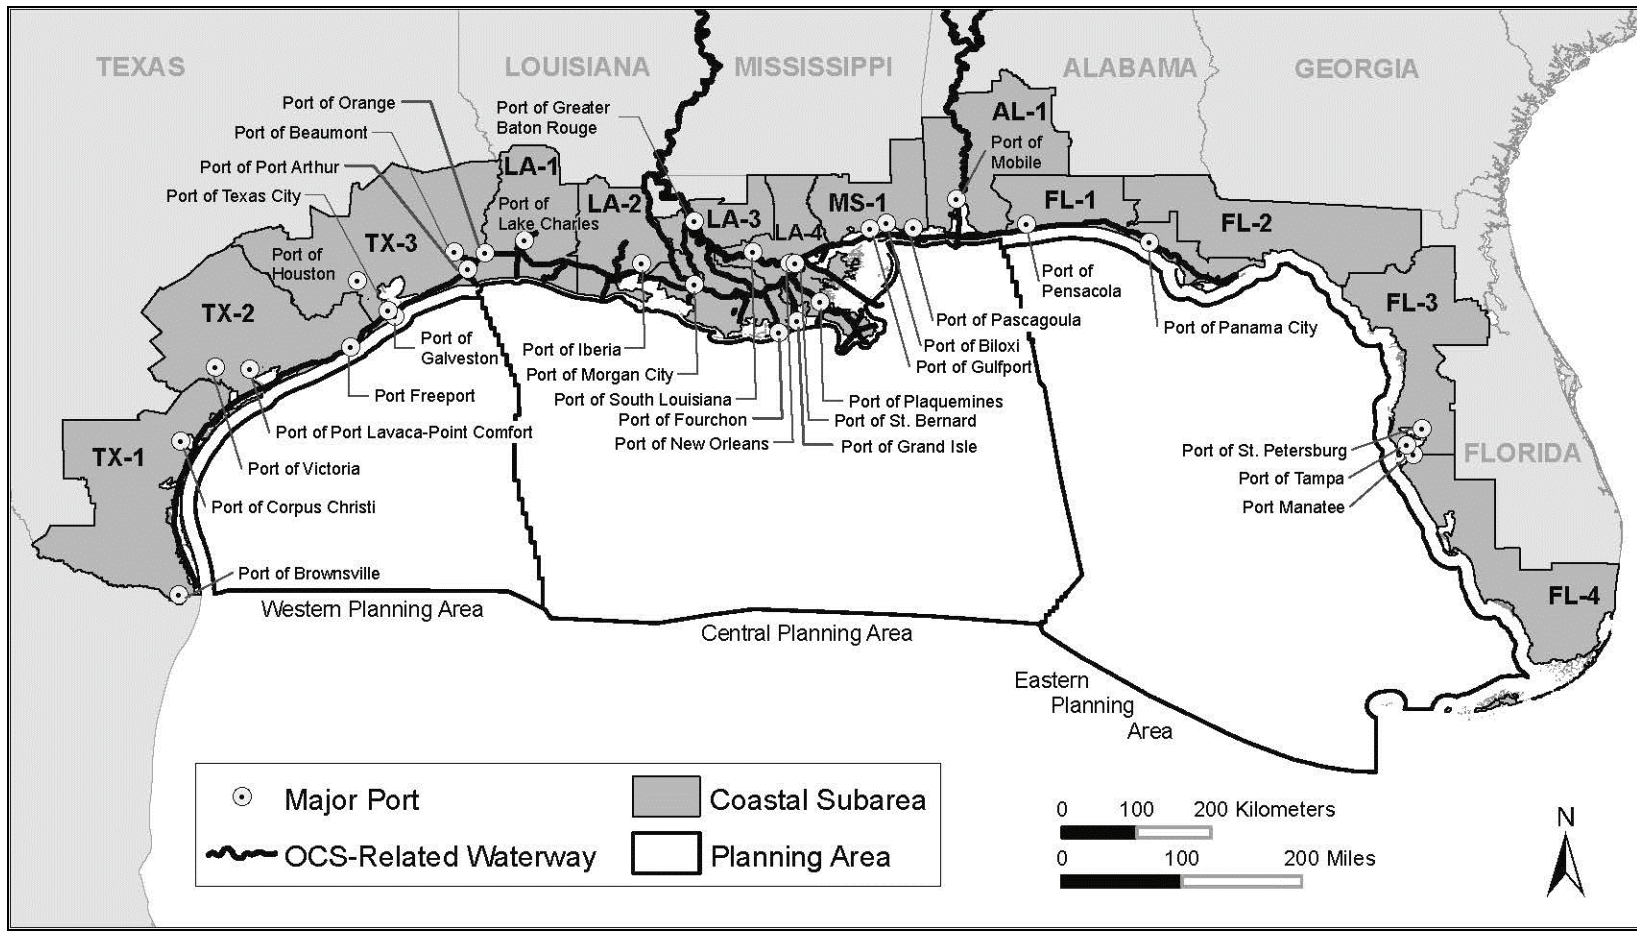 TEXAS
LOUISIANA
MISSISSIPPI
ALABAMA
GEORGIA
Port of Orange
Port of Greater
Baton Rouge
AL-1
Port of Beaumont
Port of
Mobile
Port of Port Arthur
LA-1
Port of Texas City
Port of
Lake Charles
LA-2
LA-3
MS-1
FL-1
FL-2
TX-3
LA-4
Port of
Houston
Port of
Pensacola
TX-2
FL-3
Port of Pascagoula
Port of Panama City
Port of
Galveston
Port of Iberia
Port of Biloxi
Port of Gulfport
Port of Morgan City
Port Freeport
Port of South Louisiana
Port of Plaquemines
Port of Fourchon
Port of St. Bernard
Port of Port Lavaca-Point Comfort
Port of New Orleans
Port of Grand Isle
TX-1
Port of Victoria
Port of St. Petersburg
FLORIDA
Port of Tampa
Port of Corpus Christi
Port Manatee
Port of Brownsville
FL-4
Western Planning Area
Central Planning Area
Eastern
Planning
Area
Major Port
Coastal Subarea
OCS-Related Waterway
Planning Area
0 100 200 Kilometers
0 100 200 Miles
N